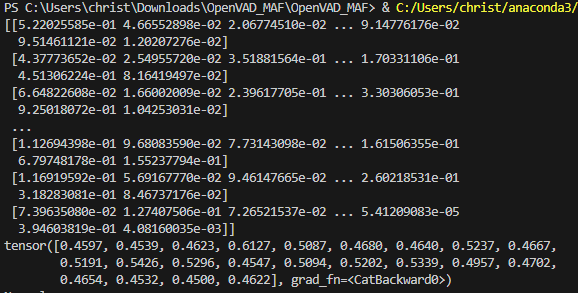 PS C:\Users\christ\Downloads\OpenVAD_MAF\OpenVAD_MAF> & C:/Users/christ/anaconda3/
[[5.22025585e-01 4.66552898e-02 2.06774510e-02 ... 9.14776176e-02
9.51461121e-02 1.20207276e-02]
[4.37773652e-02 2.54955720e-02 3.51881564e-01 ... 1.70331106e-01
4.51306224e-01 8.16419497e-02]
[6.64822608e-02 1.66002009e-02 2.39617705e-01 ... 3.30306053e-01
9.25018072e-01 1.04253031e-02]
...
[1.12694398e-01 9.68083590e-02 7.73143098e-02 ... 1.61506355e-01
6.79748178e-01 1.55237794e-01]
[1.16919592e-01 5.69167770e-02 9.46147665e-02 ... 2.60218531e-01
3.18283081e-01 8.46737176e-02]
[7.39635080e-02 1.27407506e-01 7.26521537e-02 ... 5.41209083e-05
3.94603819e-01 4.08160035e-03]]
tensor([0.4597, 0.4539, 0.4623, 0.6127, 0.5087, 0.4680, 0.4640, 0.5237, 0.4667,
0.5191, 0.5426, 0.5296, 0.4547, 0.5094, 0.5202, 0.5339, 0.4957, 0.4702,
0.4654, 0.4532, 0.4500, 0.4622], grad_fn=<CatBackward0>)